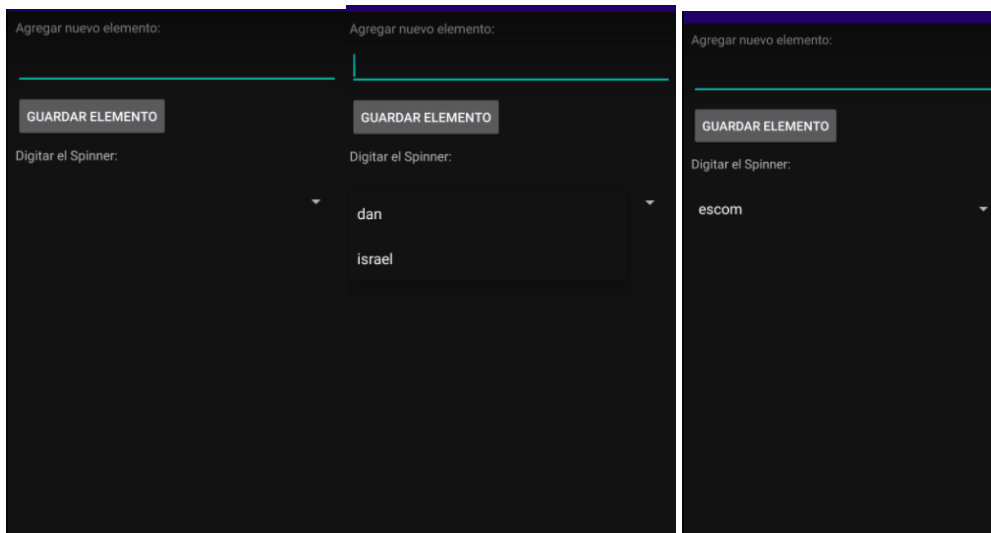 Agregar nuevo elemento:
GUARDAR ELEMENTO
Digitar el Spinner:
Agregar nuevo elemento:
GUARDAR ELEMENTO
Digitar el Spinner:
dan
israel
Agregar nuevo elemento:
GUARDAR ELEMENTO
Digitar el Spinner:
escom